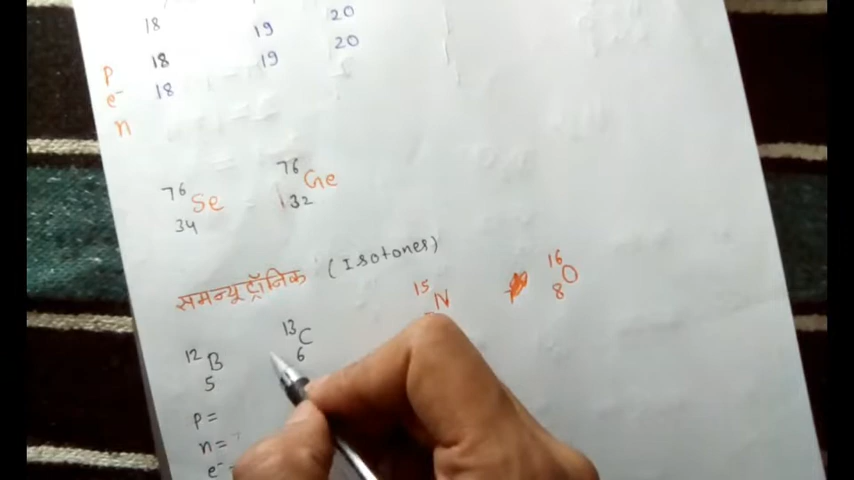 18 19 20
p 18 19 20
e⁻ 18
n
76 Se 34 76 Ge 32
समन्यूट्रॉनिक (Isotones)
12 B 5 13 C 6 15 N 16 O 8
p =
n =
e⁻